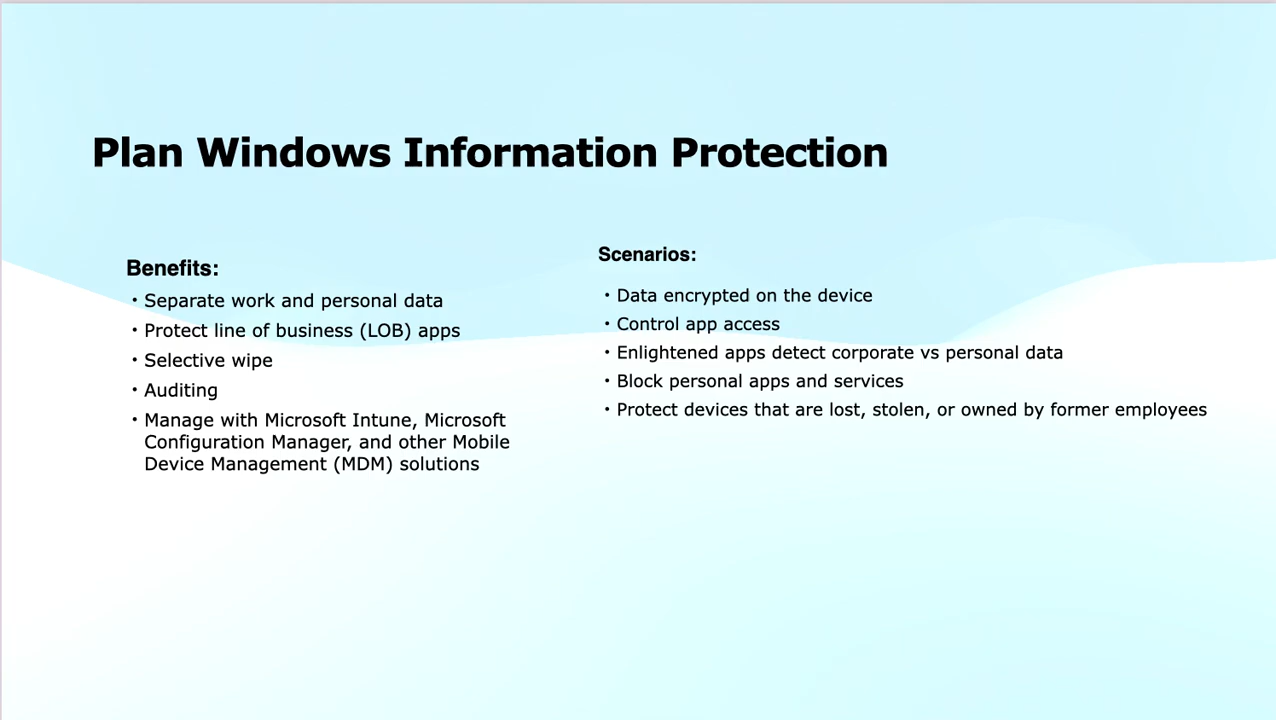 Plan Windows Information Protection
Benefits:
• Separate work and personal data
• Protect line of business (LOB) apps
• Selective wipe
• Auditing
• Manage with Microsoft Intune, Microsoft
Configuration Manager, and other Mobile
Device Management (MDM) solutions
Scenarios:
• Data encrypted on the device
• Control app access
• Enlightened apps detect corporate vs personal data
• Block personal apps and services
• Protect devices that are lost, stolen, or owned by former employees